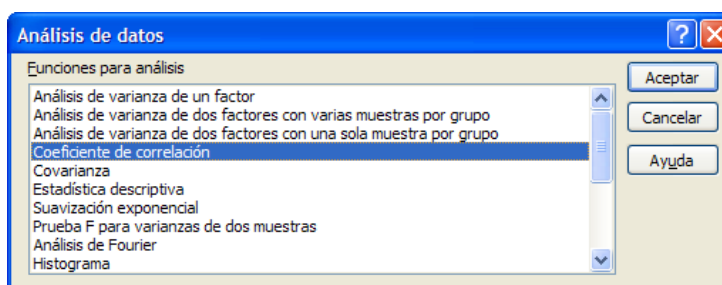 Análisis de datos
Funciones para análisis
Análisis de varianza de un factor
Análisis de varianza de dos factores con varias muestras por grupo
Análisis de varianza de dos factores con una sola muestra por grupo
Coeficiente de correlación
Covarianza
Estadística descriptiva
Suavización exponencial
Prueba F para varianzas de dos muestras
Análisis de Fourier
Histograma
Aceptar
Cancelar
Ayuda